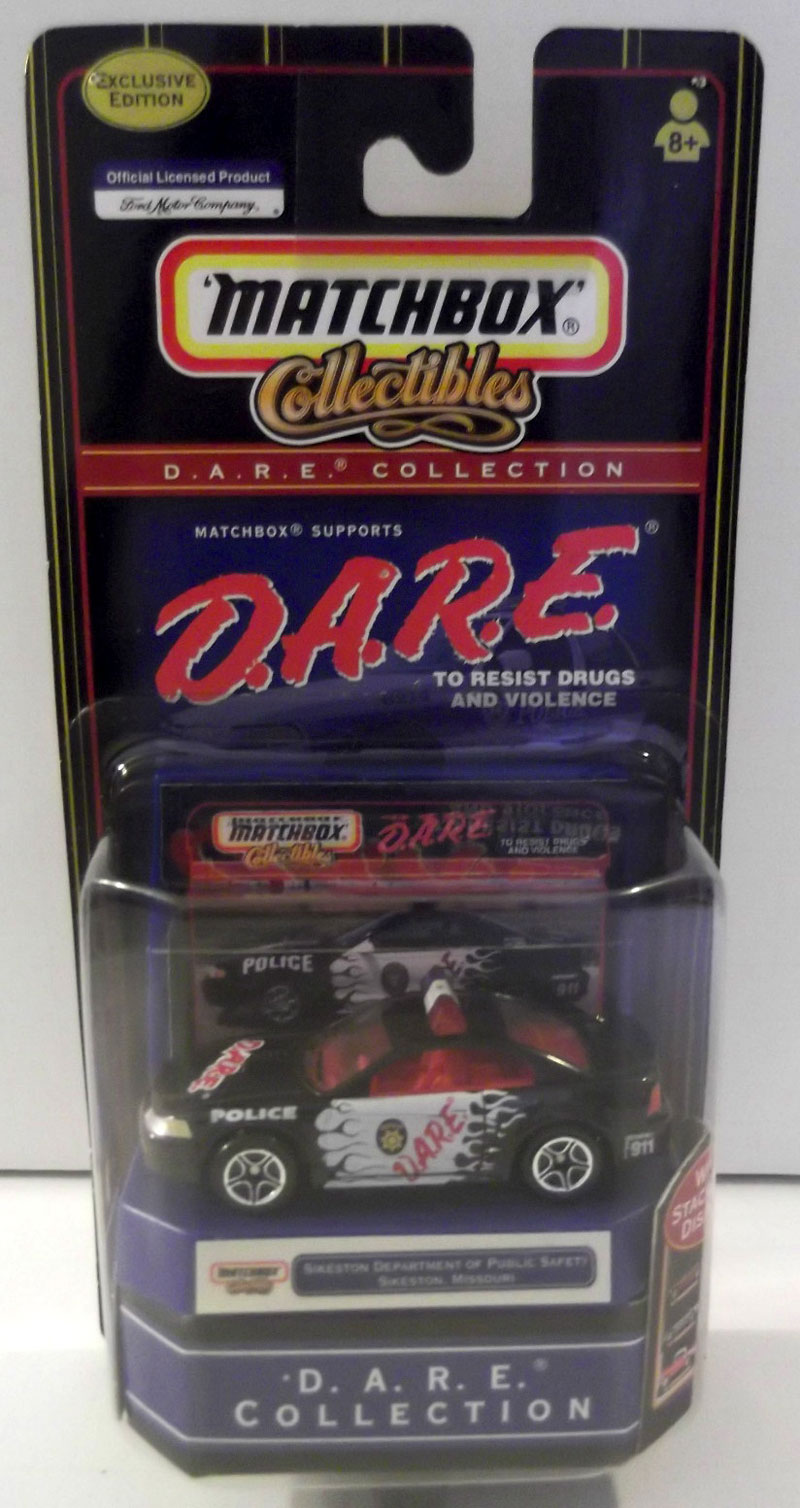 EXCLUSIVE
EDITION
8+
Official Licensed Product
Ford Motor Company®
'MATCHBOX'®
Collectibles
D.A.R.E.® COLLECTION
MATCHBOX® SUPPORTS
D.A.R.E.®
TO RESIST DRUGS
AND VIOLENCE
MATCHBOX
Collectibles
D.A.R.E.
TO RESIST DRUGS
AND VIOLENCE
POLICE
911
D.A.R.E.
POLICE
D.A.R.E.
911
MATCHBOX
SIKESTON DEPARTMENT OF PUBLIC SAFETY
SIKESTON, MISSOURI
D.A.R.E.®
COLLECTION